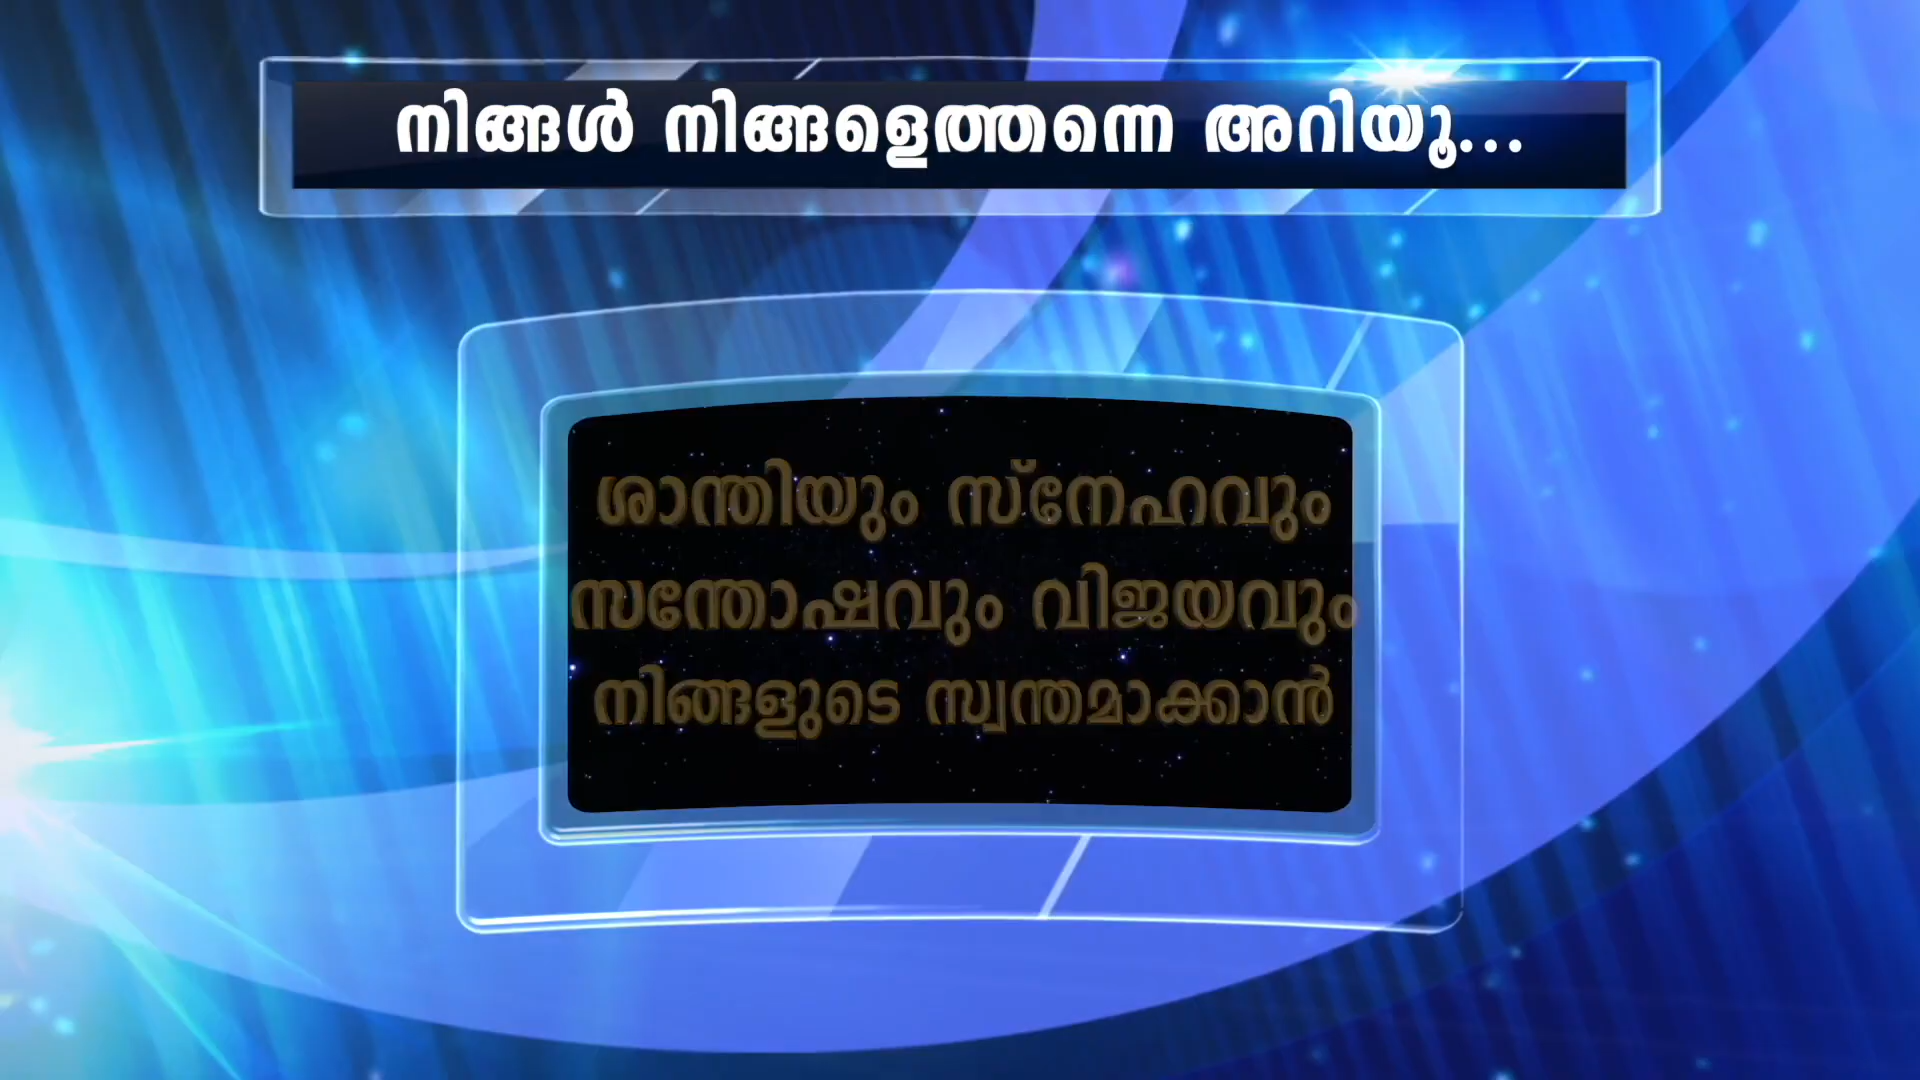 നിങ്ങൾ നിങ്ങളെത്തന്നെ അറിയൂ...
ശാന്തിയും സ്നേഹവും
സന്തോഷവും വിജയവും
നിങ്ങളുടെ സ്വന്തമാക്കാൻ